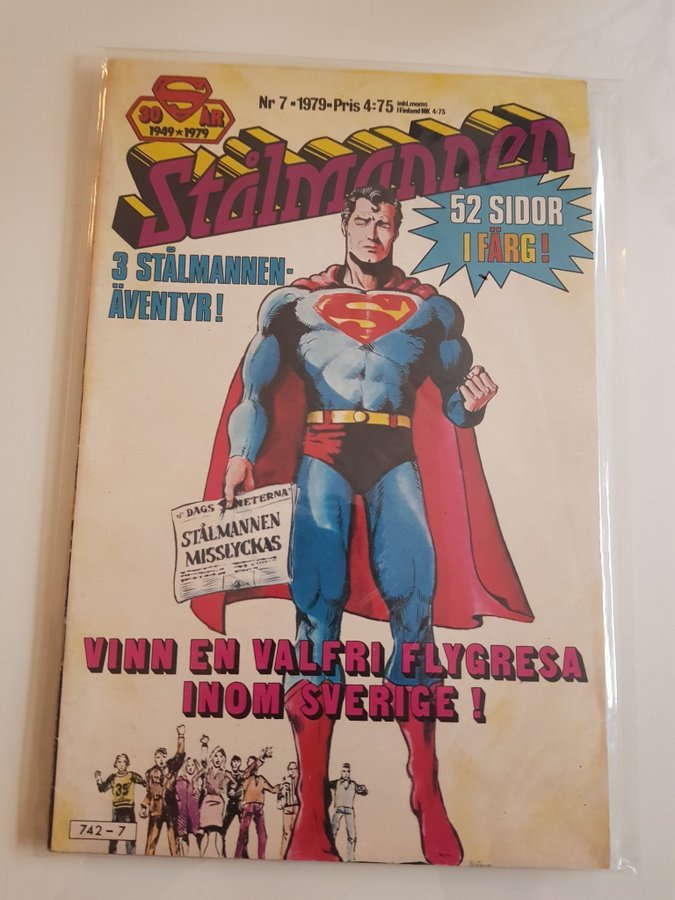 30 ÅR
1949★1979
Nr 7 ▪ 1979 ▪ Pris 4:75 inkl. moms
I Finland MK 4:75
Stålmannen
52 SIDOR
I FÄRG!
3 STÅLMANNEN-
ÄVENTYR!
DAGS NYHETERNA
STÅLMANNEN
MISSLYCKAS
VINN EN VALFRI FLYGRESA
INOM SVERIGE !
35
742-7